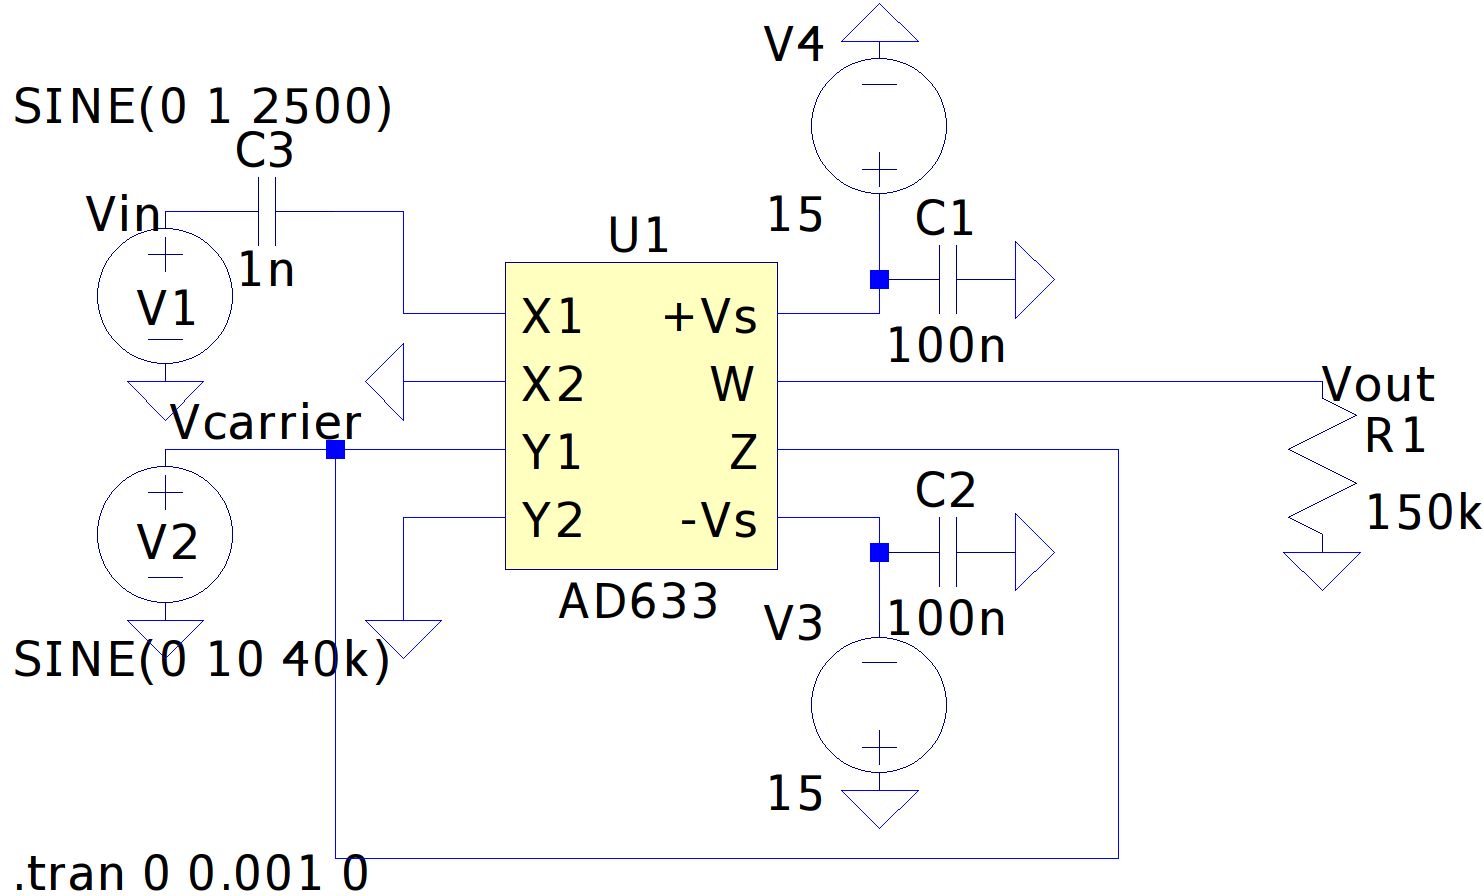 V4
SINE(0 1 2500)
C3
Vin
15
C1
U1
1n
V1
X1
+Vs
100n
X2
W
Vout
Vcarrier
R1
Y1
Z
C2
150k
Y2
-Vs
V2
AD633
V3
100n
SINE(0 10 40k)
15
.tran 0 0.001 0